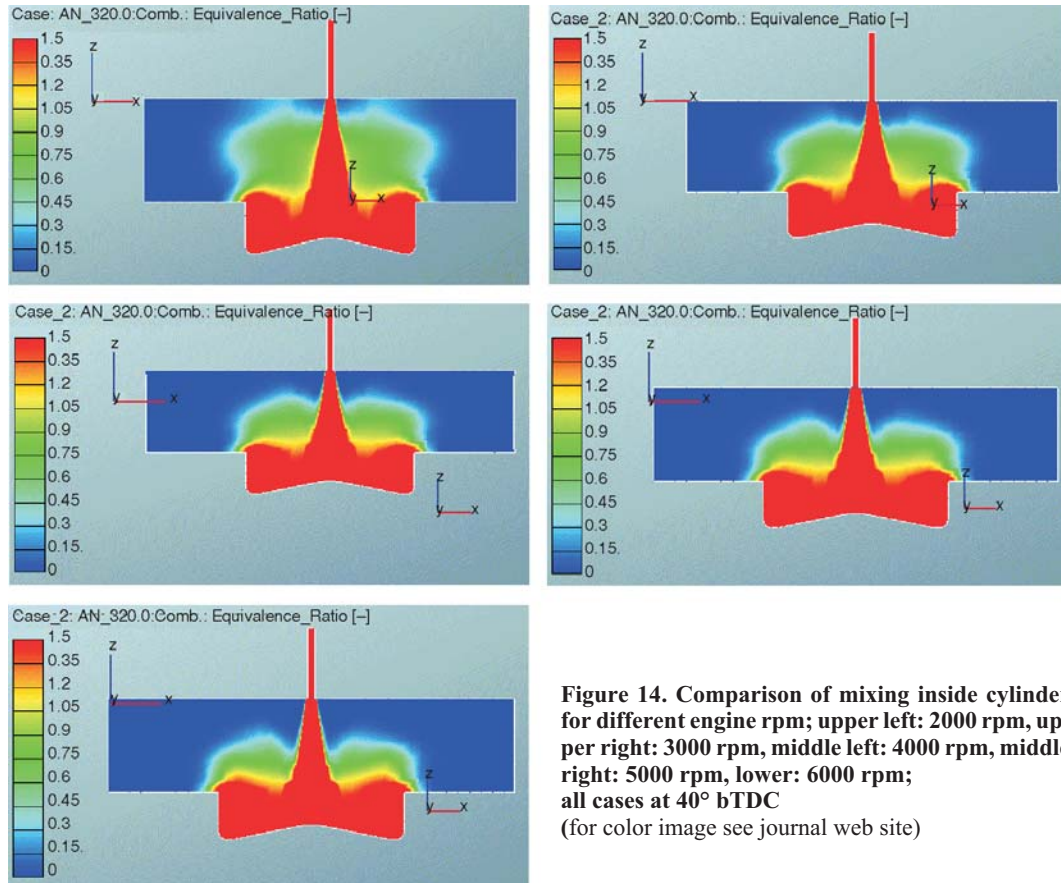 Case: AN_320.0:Comb.: Equivalence_Ratio [–]
1.5
0.35
1.2
1.05
0.9
0.75
0.6
0.45
0.3
0.15.
0
z
y
x
z
y
x
Case_2: AN_320.0:Comb.: Equivalence_Ratio [–]
1.5
0.35
1.2
1.05
0.9
0.75
0.6
0.45
0.3
0.15.
0
z
y
x
z
y
x
Case_2: AN_320.0:Comb.: Equivalence_Ratio [–]
1.5
0.35
1.2
1.05
0.9
0.75
0.6
0.45
0.3
0.15.
0
z
y
x
z
y
x
Case_2: AN_320.0:Comb.: Equivalence_Ratio [–]
1.5
0.35
1.2
1.05
0.9
0.75
0.6
0.45
0.3
0.15.
0
z
y
x
z
y
x
Case_2: AN_320.0:Comb.: Equivalence_Ratio [–]
1.5
0.35
1.2
1.05
0.9
0.75
0.6
0.45
0.3
0.15
0
z
y
x
z
y
x
Figure 14. Comparison of mixing inside cylinder
for different engine rpm; upper left: 2000 rpm, up
per right: 3000 rpm, middle left: 4000 rpm, middle
right: 5000 rpm, lower: 6000 rpm;
all cases at 40° bTDC
(for color image see journal web site)